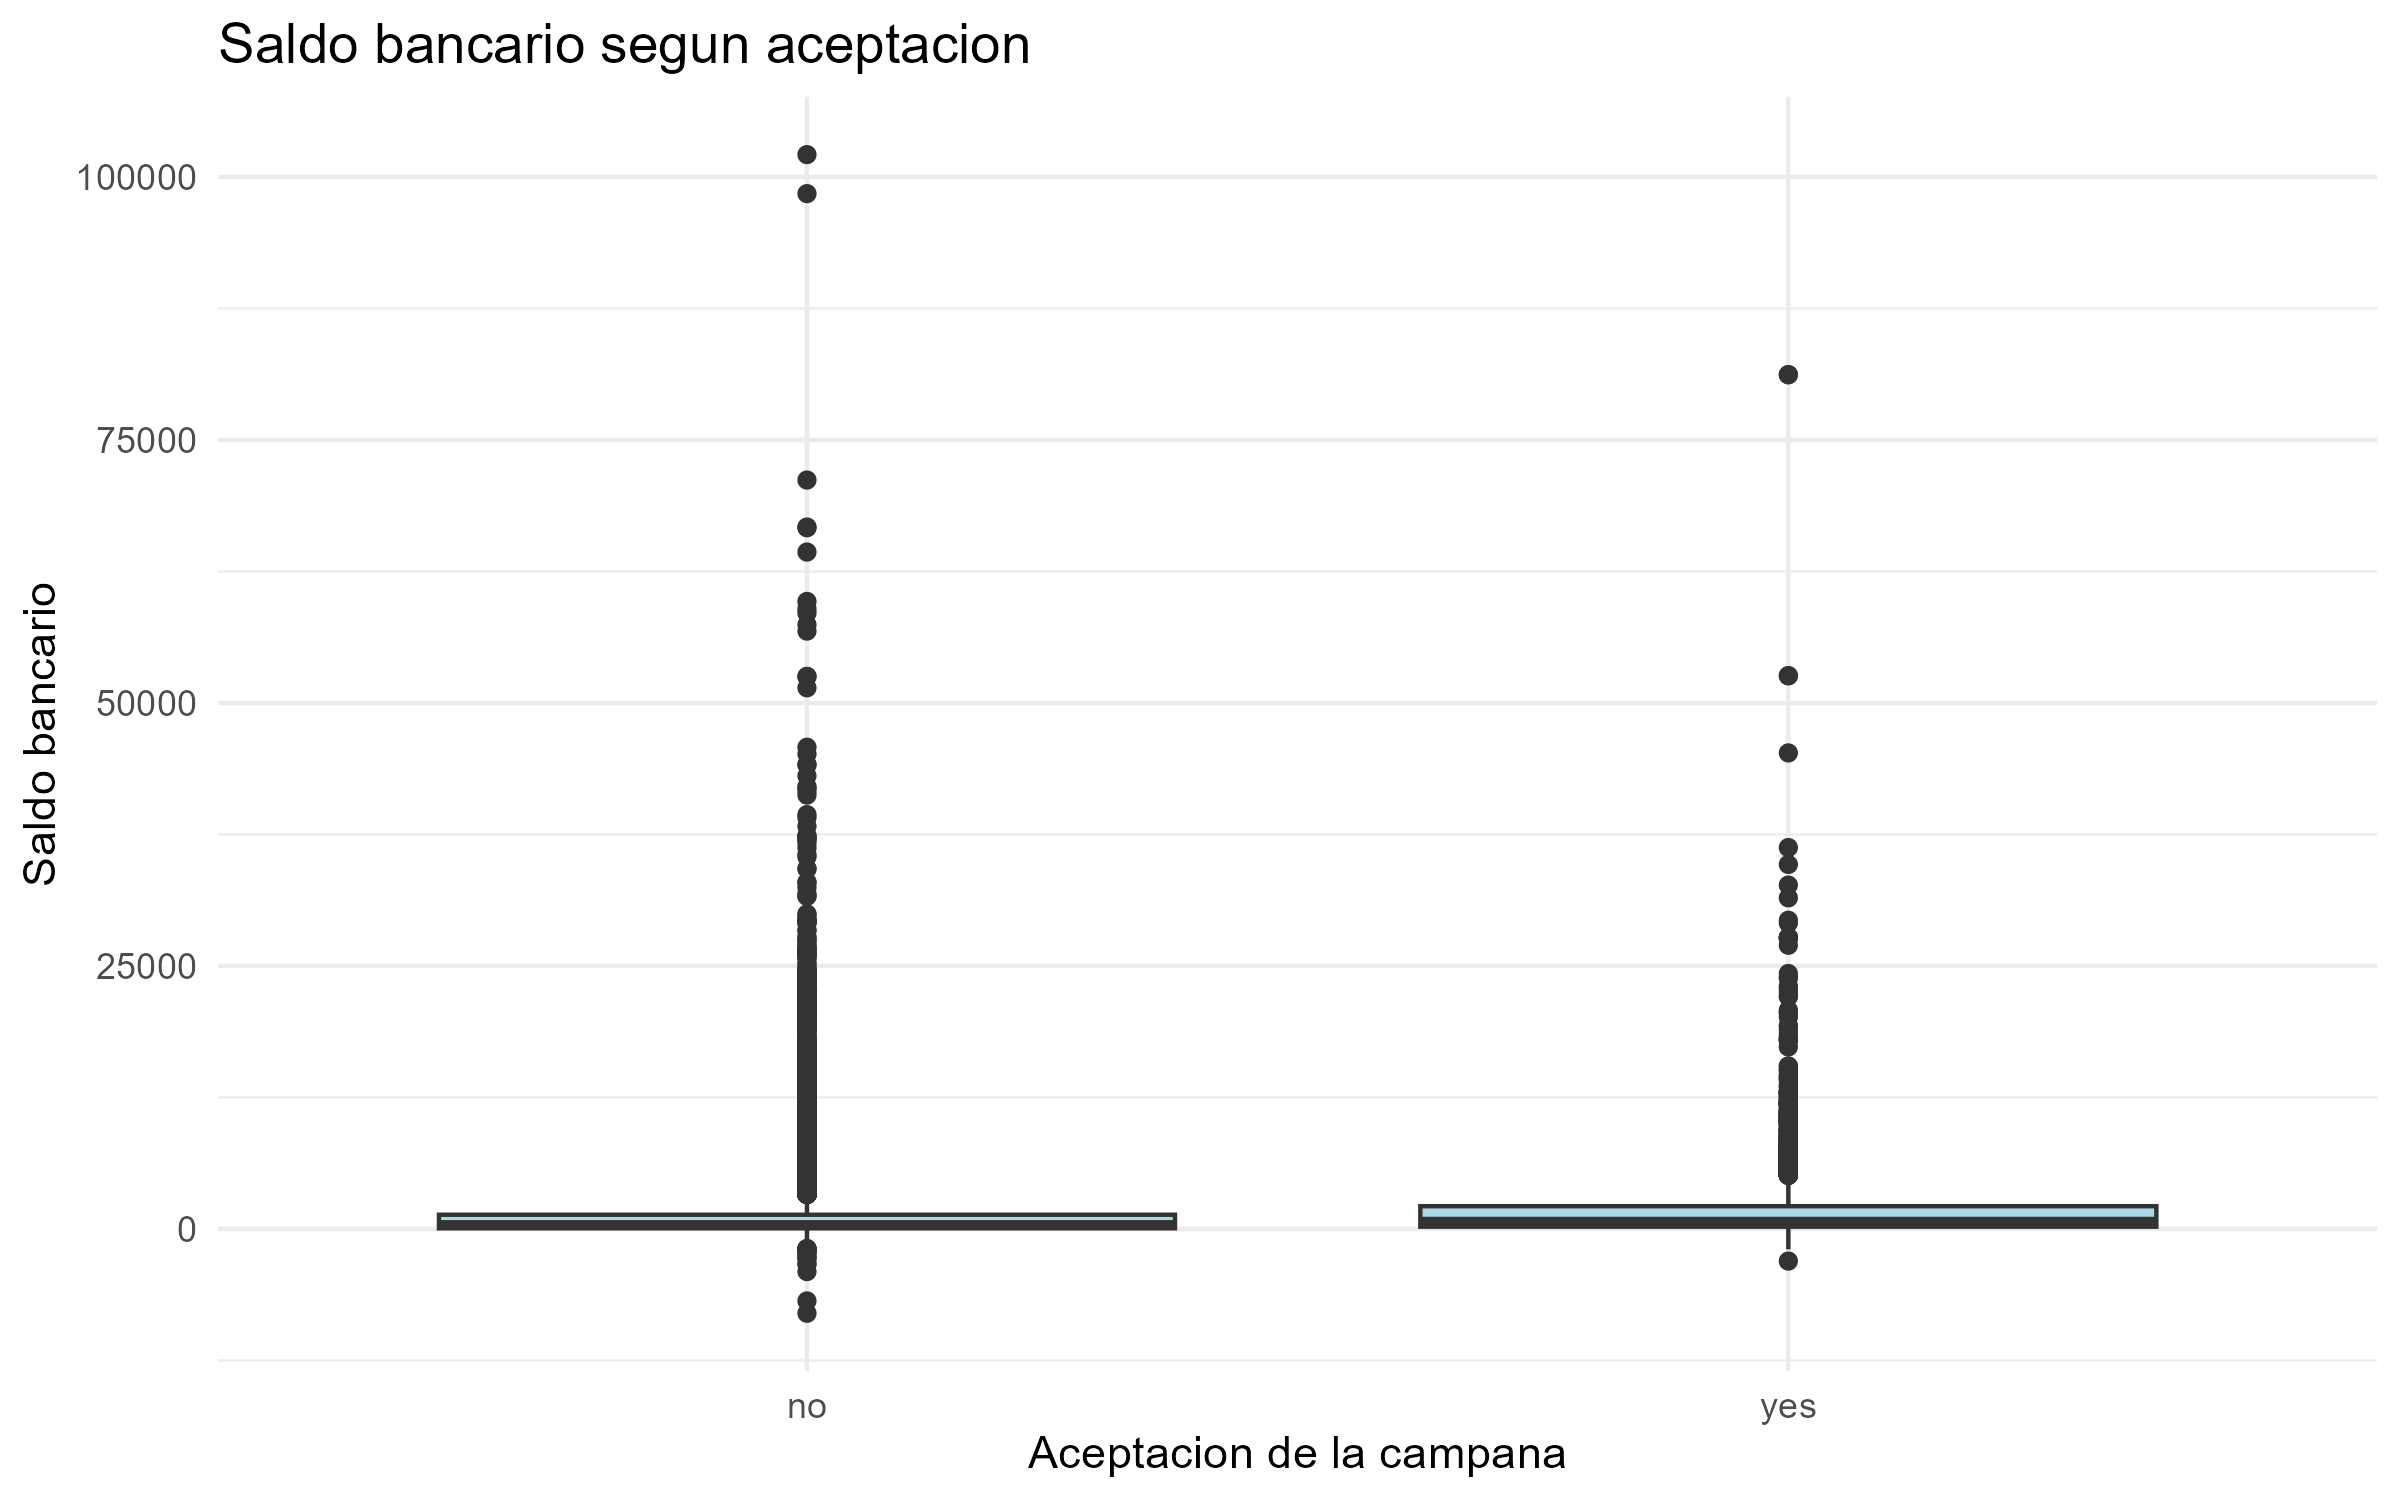 Saldo bancario segun aceptacion
100000
75000
50000
25000
0
Saldo bancario
no
yes
Aceptacion de la campana